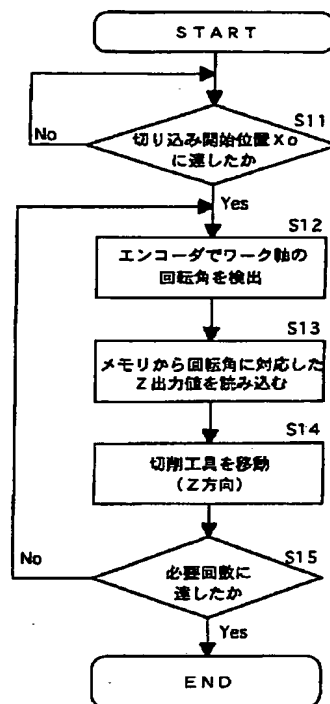 START
S11
切り込み開始位置Xo
に達したか
No
Yes
S12
エンコーダでワーク軸の
回転角を検出
S13
メモリから回転角に対応した
Z出力値を読み込む
S14
切削工具を移動
(Z方向)
S15
必要回数に
達したか
No
Yes
END